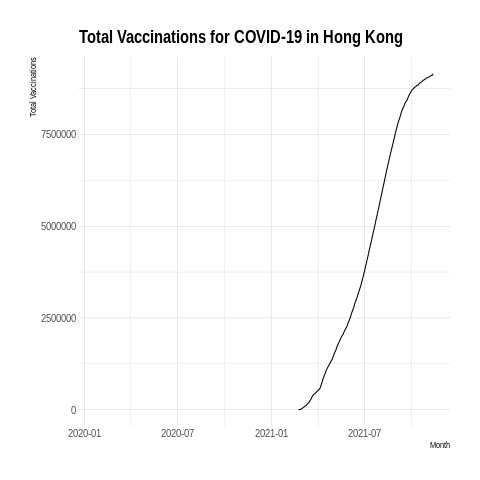 Total Vaccinations for COVID-19 in Hong Kong
Total Vaccinations
7500000
5000000
2500000
0
2020-01
2020-07
2021-01
2021-07
Month